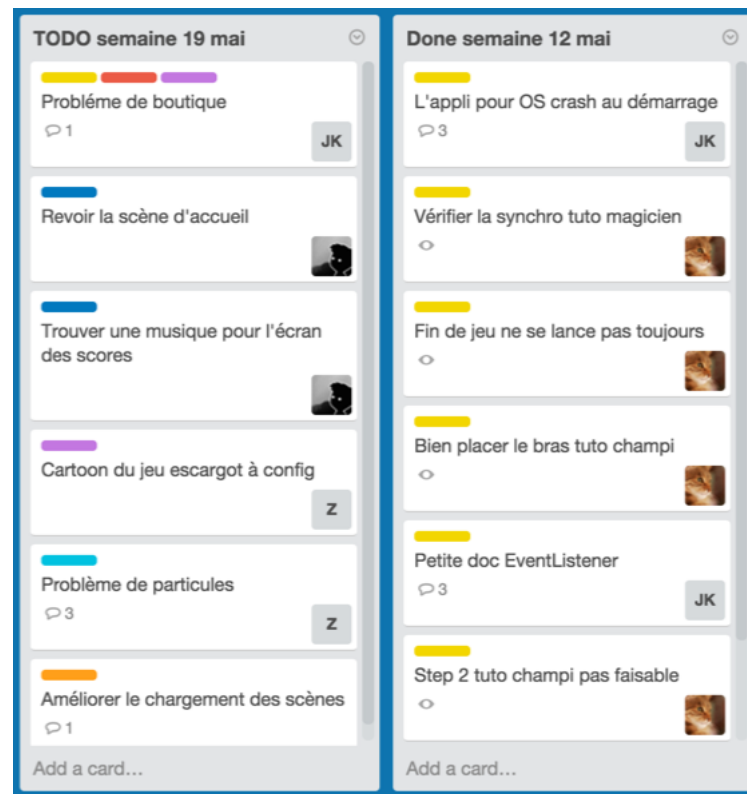 TODO semaine 19 mai
Probléme de boutique
1
JK
Revoir la scène d'accueil
Trouver une musique pour l'écran
des scores
Cartoon du jeu escargot à config
Z
Problème de particules
3
Z
Améliorer le chargement des scènes
1
Add a card...
Done semaine 12 mai
L'appli pour OS crash au démarrage
3
JK
Vérifier la synchro tuto magicien
Fin de jeu ne se lance pas toujours
Bien placer le bras tuto champi
Petite doc EventListener
3
JK
Step 2 tuto champi pas faisable
Add a card...